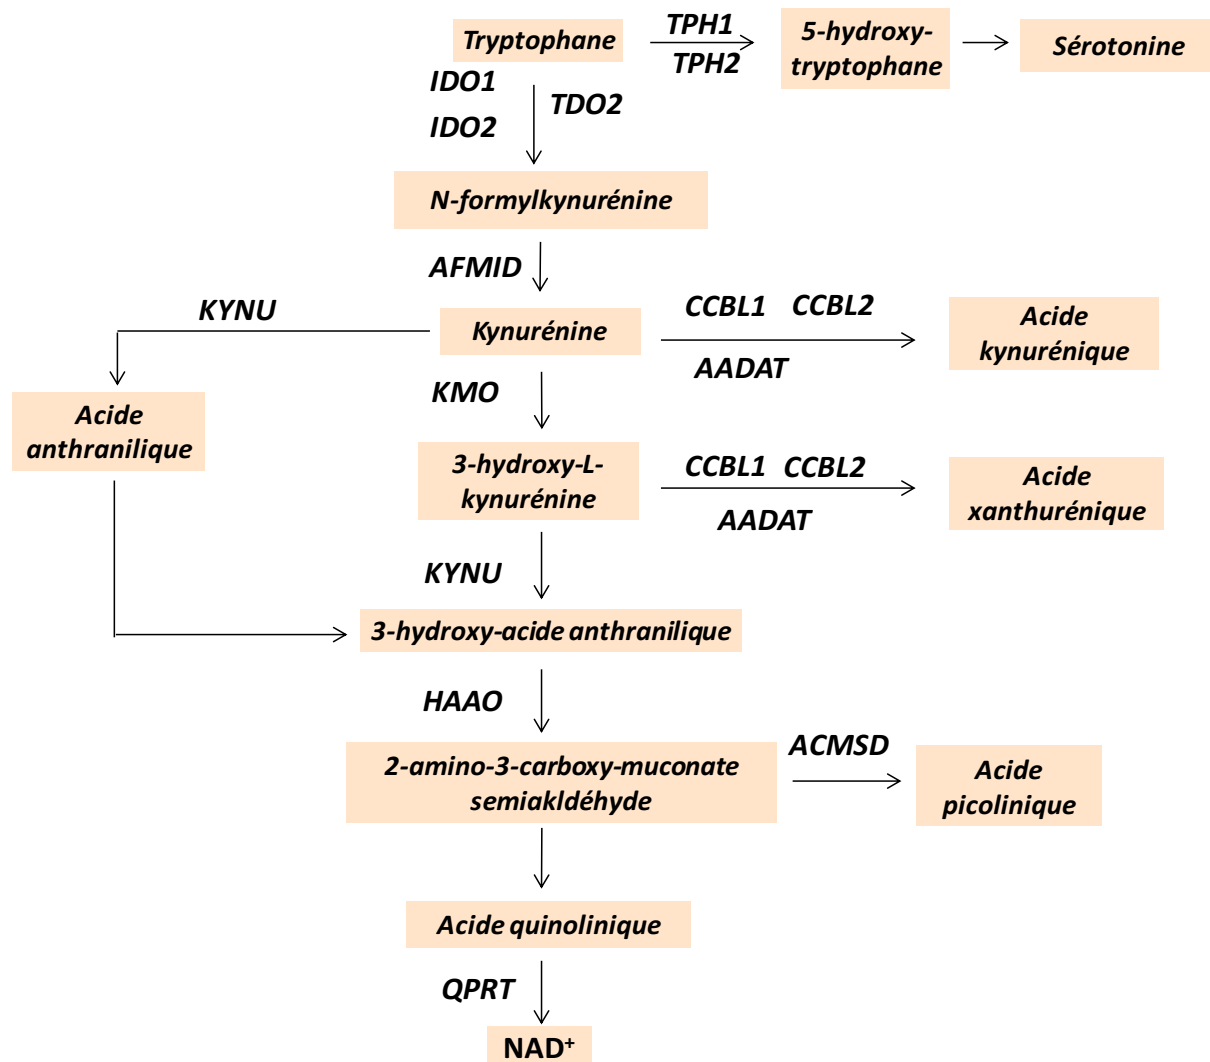 Tryptophane
TPH1
TPH2
5-hydroxy-
tryptophane
Sérotonine
IDO1
IDO2
TDO2
N-formylkynurénine
AFMID
KYNU
Kynurénine
CCBL1 CCBL2
AADAT
Acide
kynurénique
Acide
anthranilique
KMO
3-hydroxy-L-
kynurénine
CCBL1 CCBL2
AADAT
Acide
xanthurénique
KYNU
3-hydroxy-acide anthranilique
HAAO
2-amino-3-carboxy-muconate
semiakldéhyde
ACMSD
Acide
picolinique
Acide quinolinique
QPRT
NAD⁺